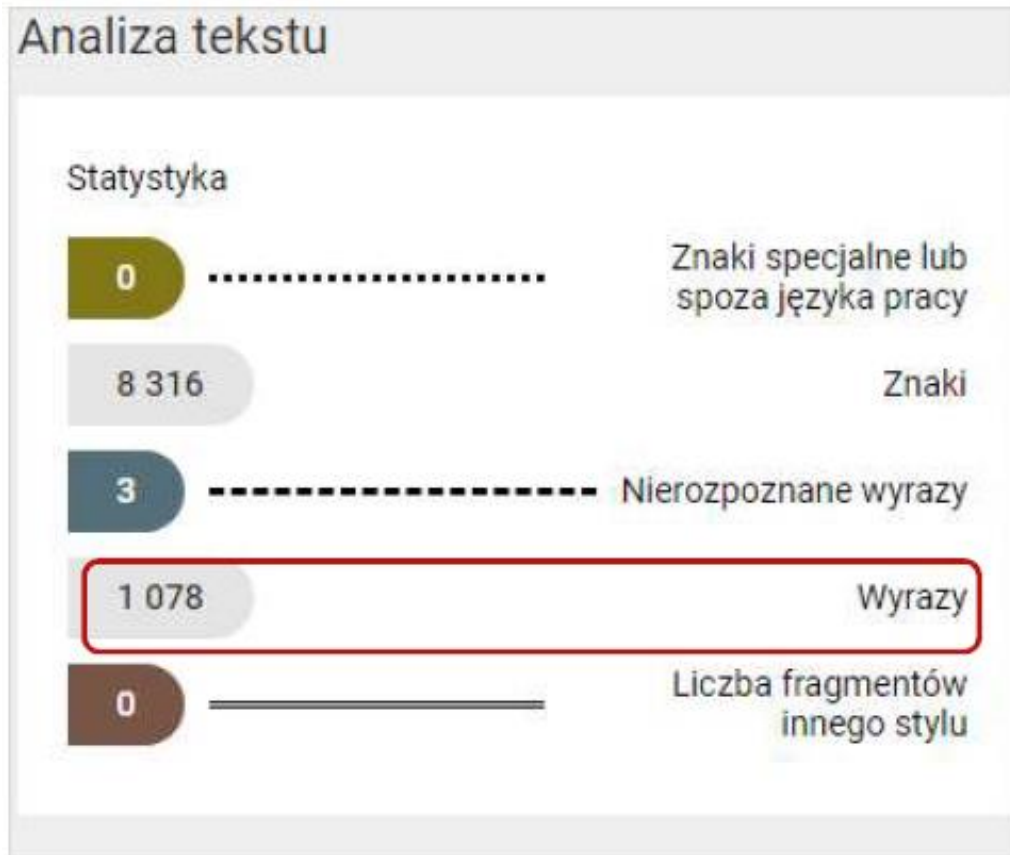 Analiza tekstu
Statystyka
0
Znaki specjalne lub
spoza języka pracy
8 316
Znaki
3
Nierozpoznane wyrazy
1 078
Wyrazy
0
Liczba fragmentów
innego stylu